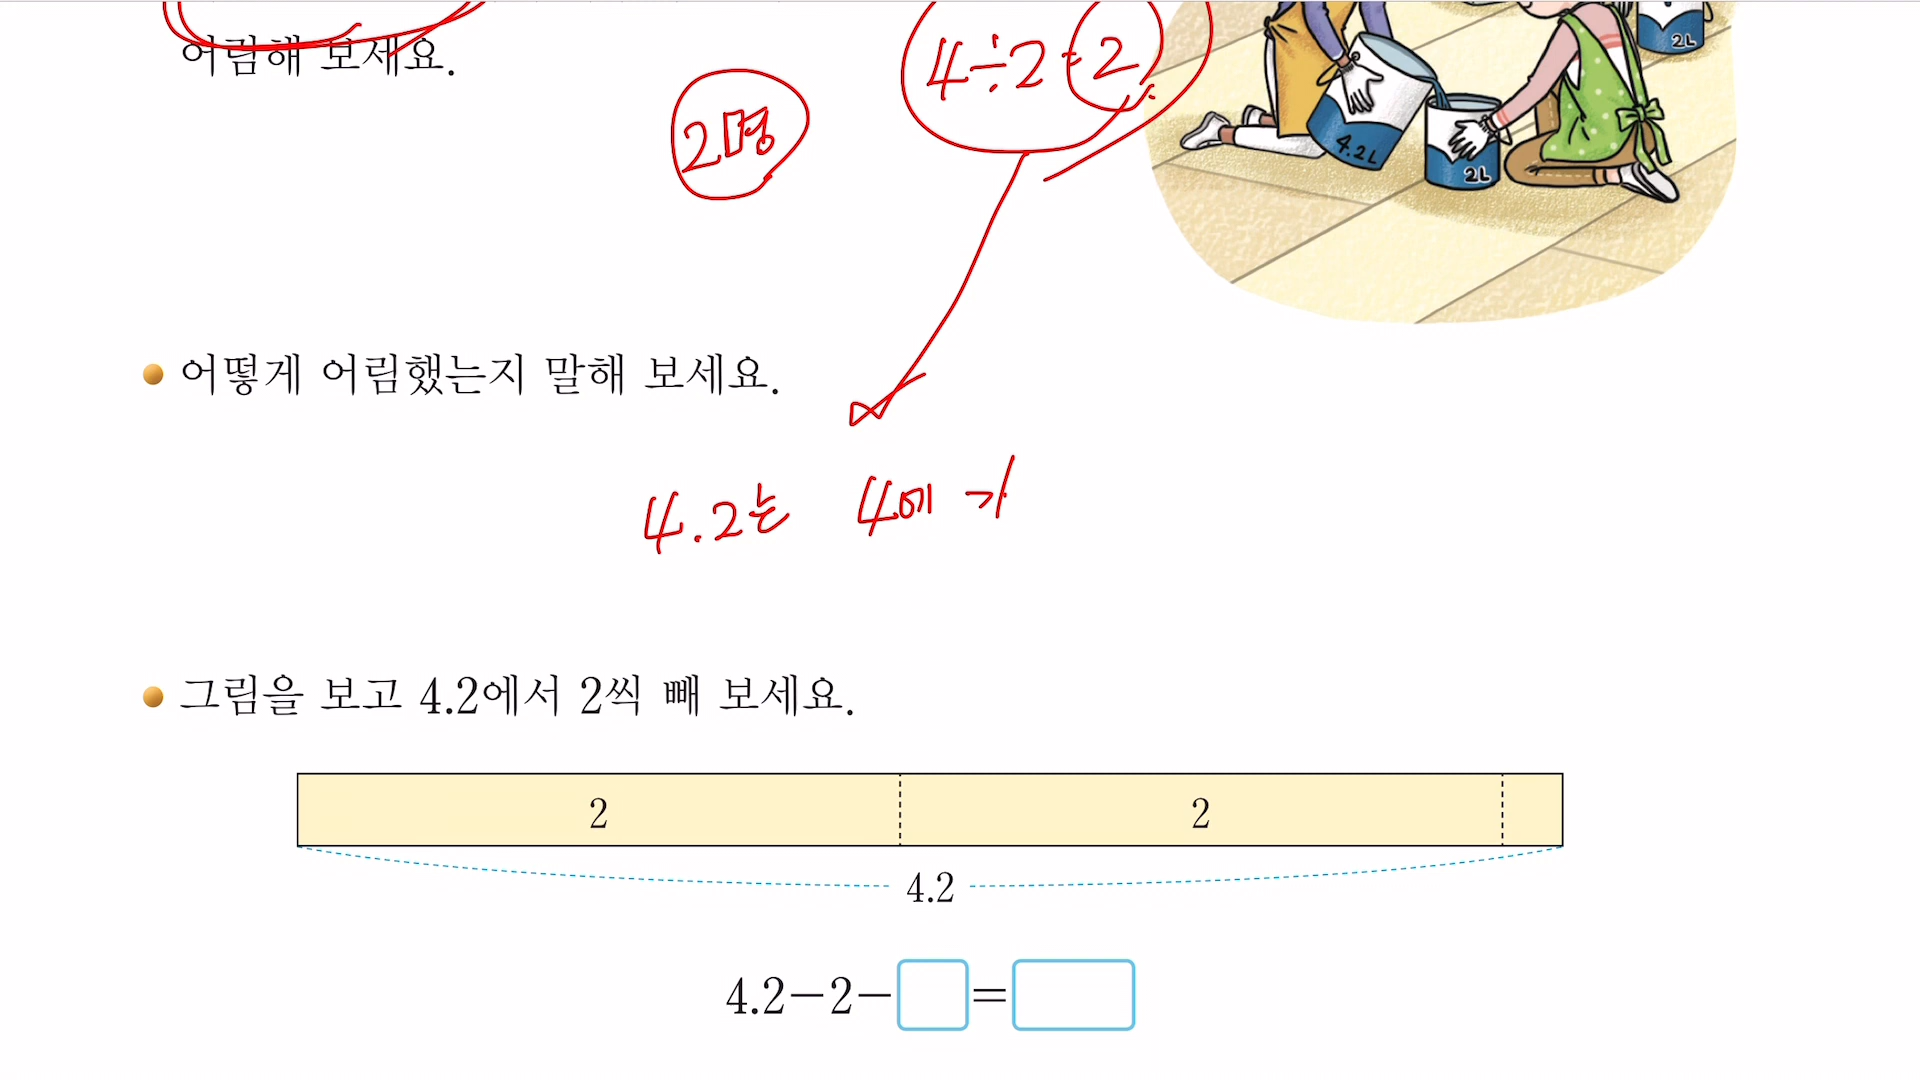 어림해 보세요.
4÷2=2
2명
2L
4.2L
2L
어떻게 어림했는지 말해 보세요.
4.2는 4에 가
그림을 보고 4.2에서 2씩 빼 보세요.
2 2
4.2
4.2-2-□=□